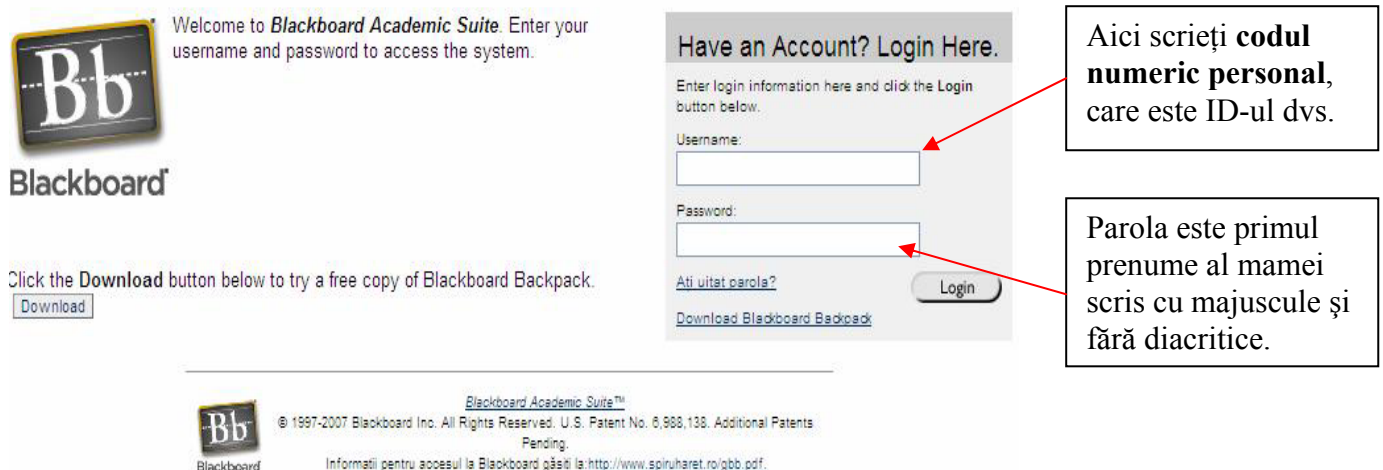 Welcome to Blackboard Academic Suite. Enter your
username and password to access the system.
Bb
Blackboard
Click the Download button below to try a free copy of Blackboard Backpack.
Download
Have an Account? Login Here.
Enter login information here and click the Login
button below.
Username:
Password:
Aţi uitat parola?
Login
Download Blackboard Backpack
Aici scrieți codul
numeric personal,
care este ID-ul dvs.
Parola este primul
prenume al mamei
scris cu majuscule şi
fără diacritice.
Bb
Blackboard
Blackboard Academic Suite™
© 1997-2007 Blackboard Inc. All Rights Reserved. U.S. Patent No. 6,988,138. Additional Patents
Pending.
Informatii pentru accesul la Blackboard găsiti la:http://www.spiruharet.ro/gbb.pdf.